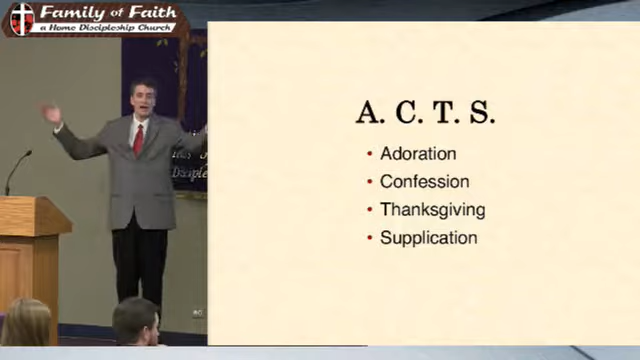 Family of Faith
a Home Discipleship Church
A. C. T. S.
• Adoration
• Confession
• Thanksgiving
• Supplication